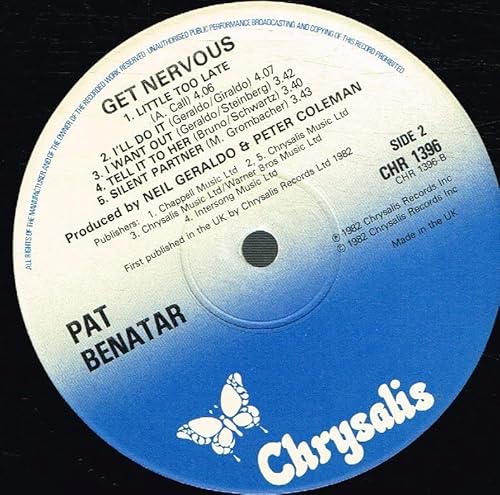 ALL RIGHTS OF THE MANUFACTURER AND OF THE OWNER OF THE RECORDED WORK RESERVED UNAUTHORISED PUBLIC PERFORMANCE BROADCASTING AND COPYING OF THIS RECORD PROHIBITED
GET NERVOUS
1. LITTLE TOO LATE
(A. Call) 4.06
2. I'LL DO IT (Geraldo/Giraldo) 4.07
3. I WANT OUT (Geraldo/Steinberg) 3.42
4. TELL IT TO HER (Bruno/Schwartz) 3.40
5. SILENT PARTNER (M. Grombacher) 3.43
Produced by NEIL GERALDO & PETER COLEMAN
Publishers: 1. Chappell Music Ltd 2, 5. Chrysalis Music Ltd
3. Chrysalis Music Ltd/Warner Bros Music Ltd
4. Intersong Music Ltd
First published in the UK by Chrysalis Records Ltd 1982
SIDE 2
CHR 1396
CHR 1396-B
℗ 1982 Chrysalis Records Inc
© 1982 Chrysalis Records Inc
Made in the UK
PAT
BENATAR
Chrysalis